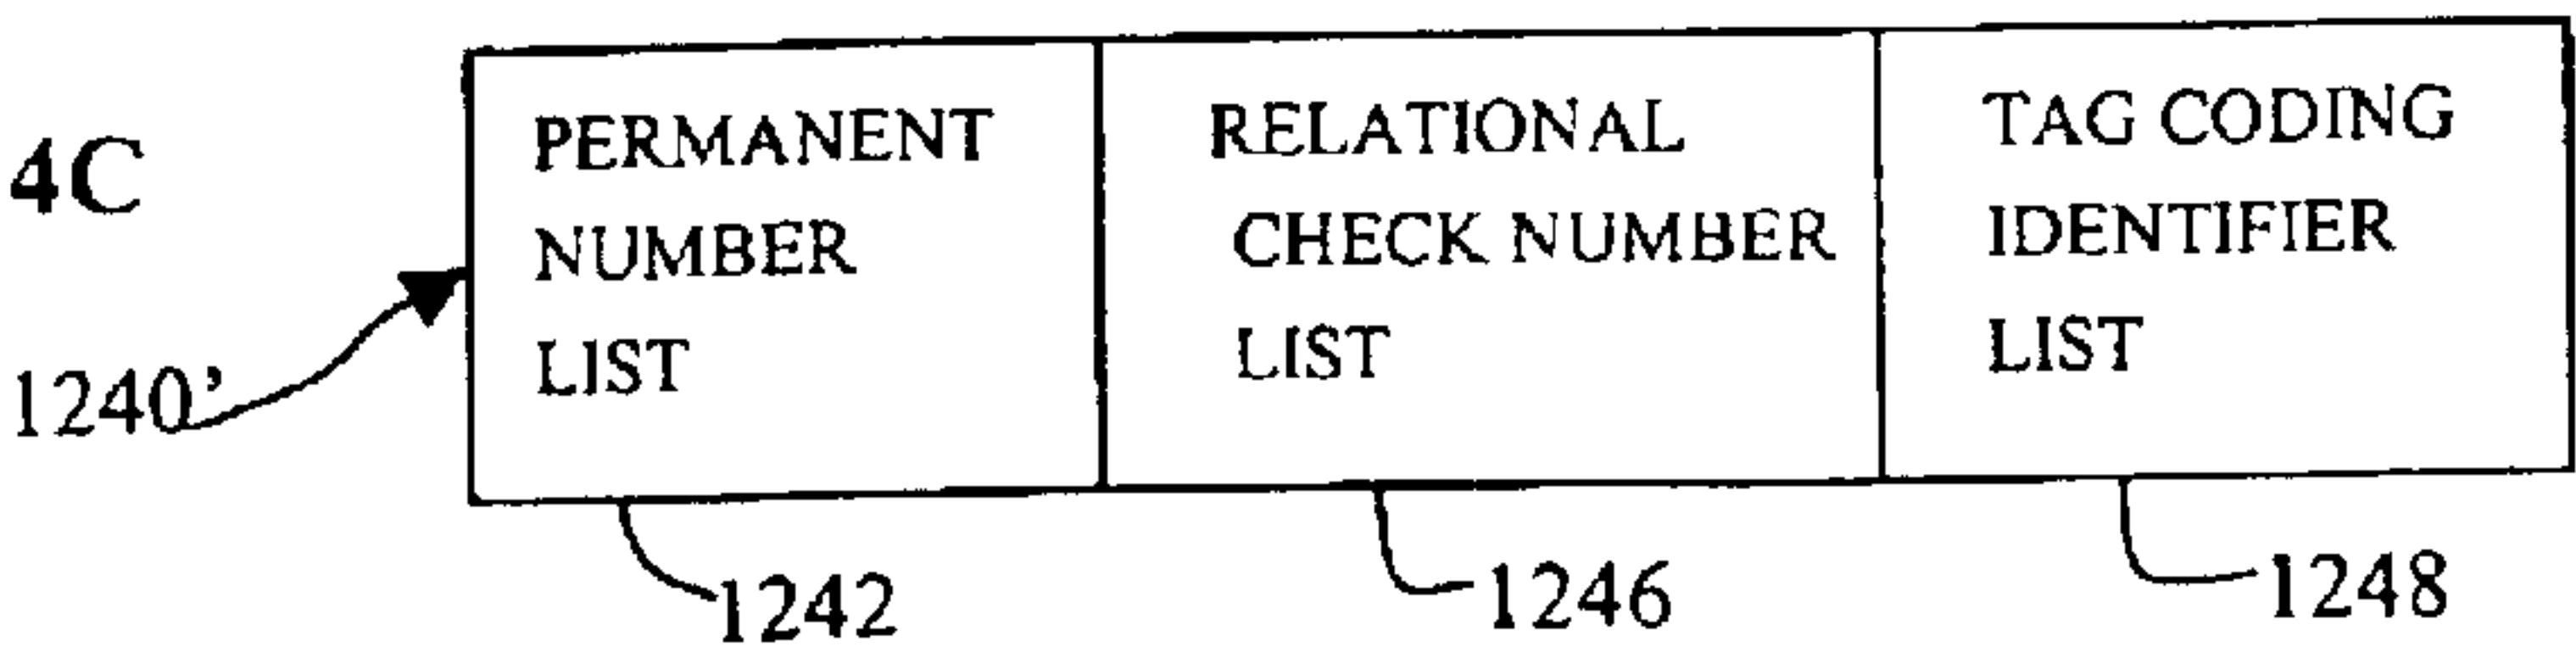 4C
1240'
PERMANENT
NUMBER
LIST
RELATIONAL
CHECK NUMBER
LIST
TAG CODING
IDENTIFIER
LIST
1242
1246
1248